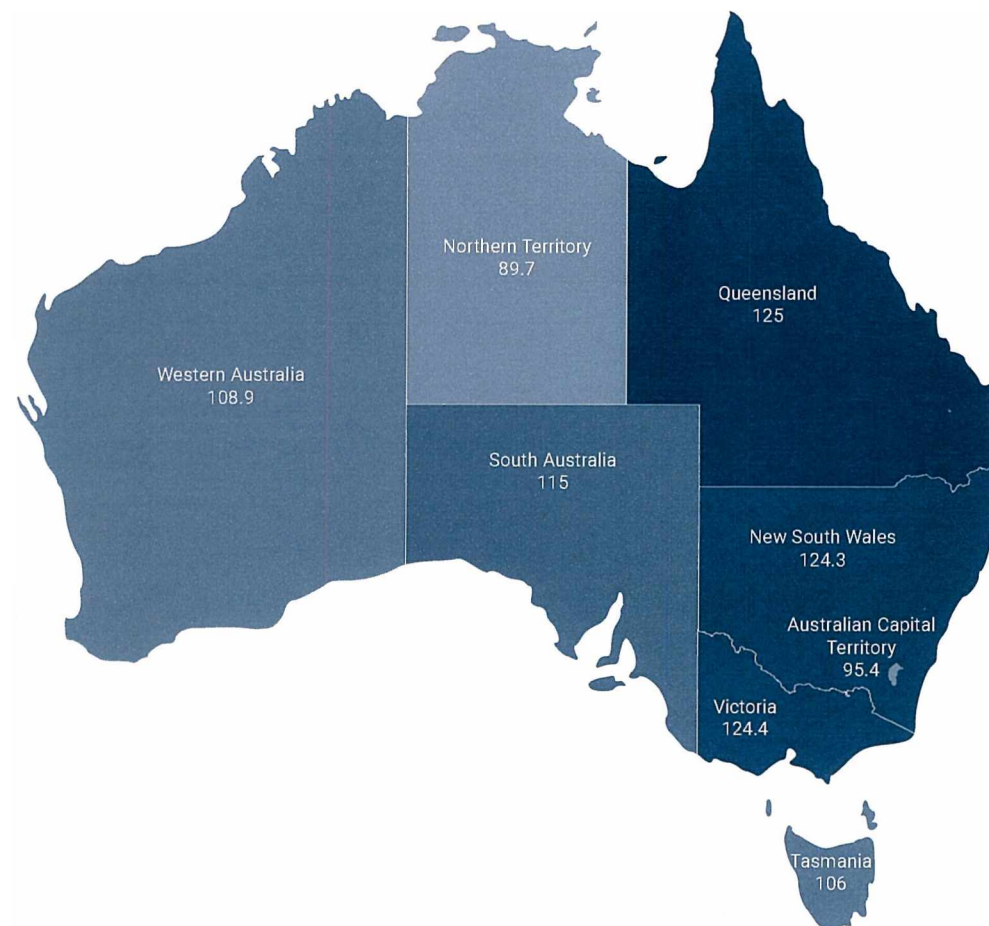 Northern Territory
89.7
Queensland
125
Western Australia
108.9
South Australia
115
New South Wales
124.3
Australian Capital
Territory
95.4
Victoria
124.4
Tasmania
106